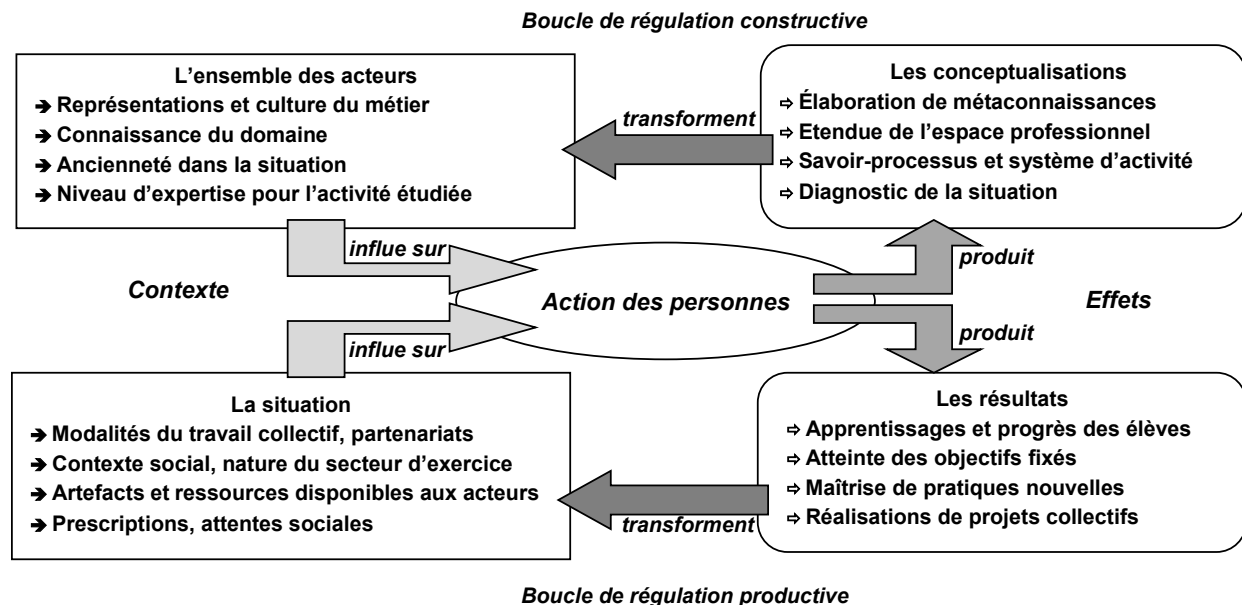 Boucle de régulation constructive
L’ensemble des acteurs
➔ Représentations et culture du métier
➔ Connaissance du domaine
➔ Ancienneté dans la situation
➔ Niveau d’expertise pour l’activité étudiée
transforment
Les conceptualisations
⇨ Élaboration de métaconnaissances
⇨ Etendue de l’espace professionnel
⇨ Savoir-processus et système d’activité
⇨ Diagnostic de la situation
influe sur
produit
Contexte
Action des personnes
Effets
influe sur
produit
La situation
➔ Modalités du travail collectif, partenariats
➔ Contexte social, nature du secteur d’exercice
➔ Artefacts et ressources disponibles aux acteurs
➔ Prescriptions, attentes sociales
transforment
Les résultats
⇨ Apprentissages et progrès des élèves
⇨ Atteinte des objectifs fixés
⇨ Maîtrise de pratiques nouvelles
⇨ Réalisations de projets collectifs
Boucle de régulation productive